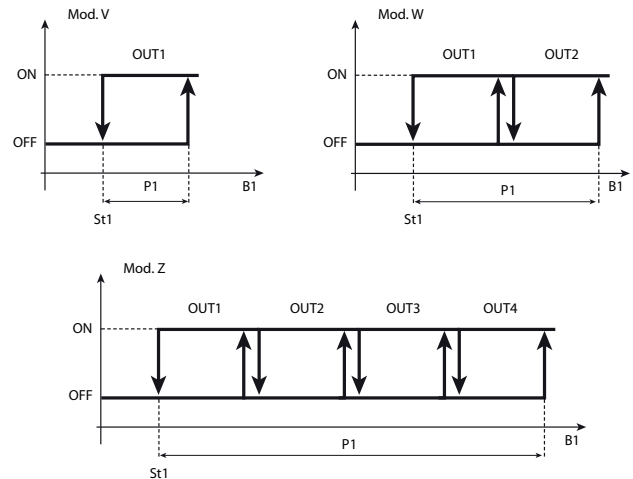 Mod. V
OUT1
ON
OFF
P1
B1
St1
Mod. W
OUT1
OUT2
ON
OFF
P1
B1
St1
Mod. Z
OUT1
OUT2
OUT3
OUT4
ON
OFF
P1
B1
St1